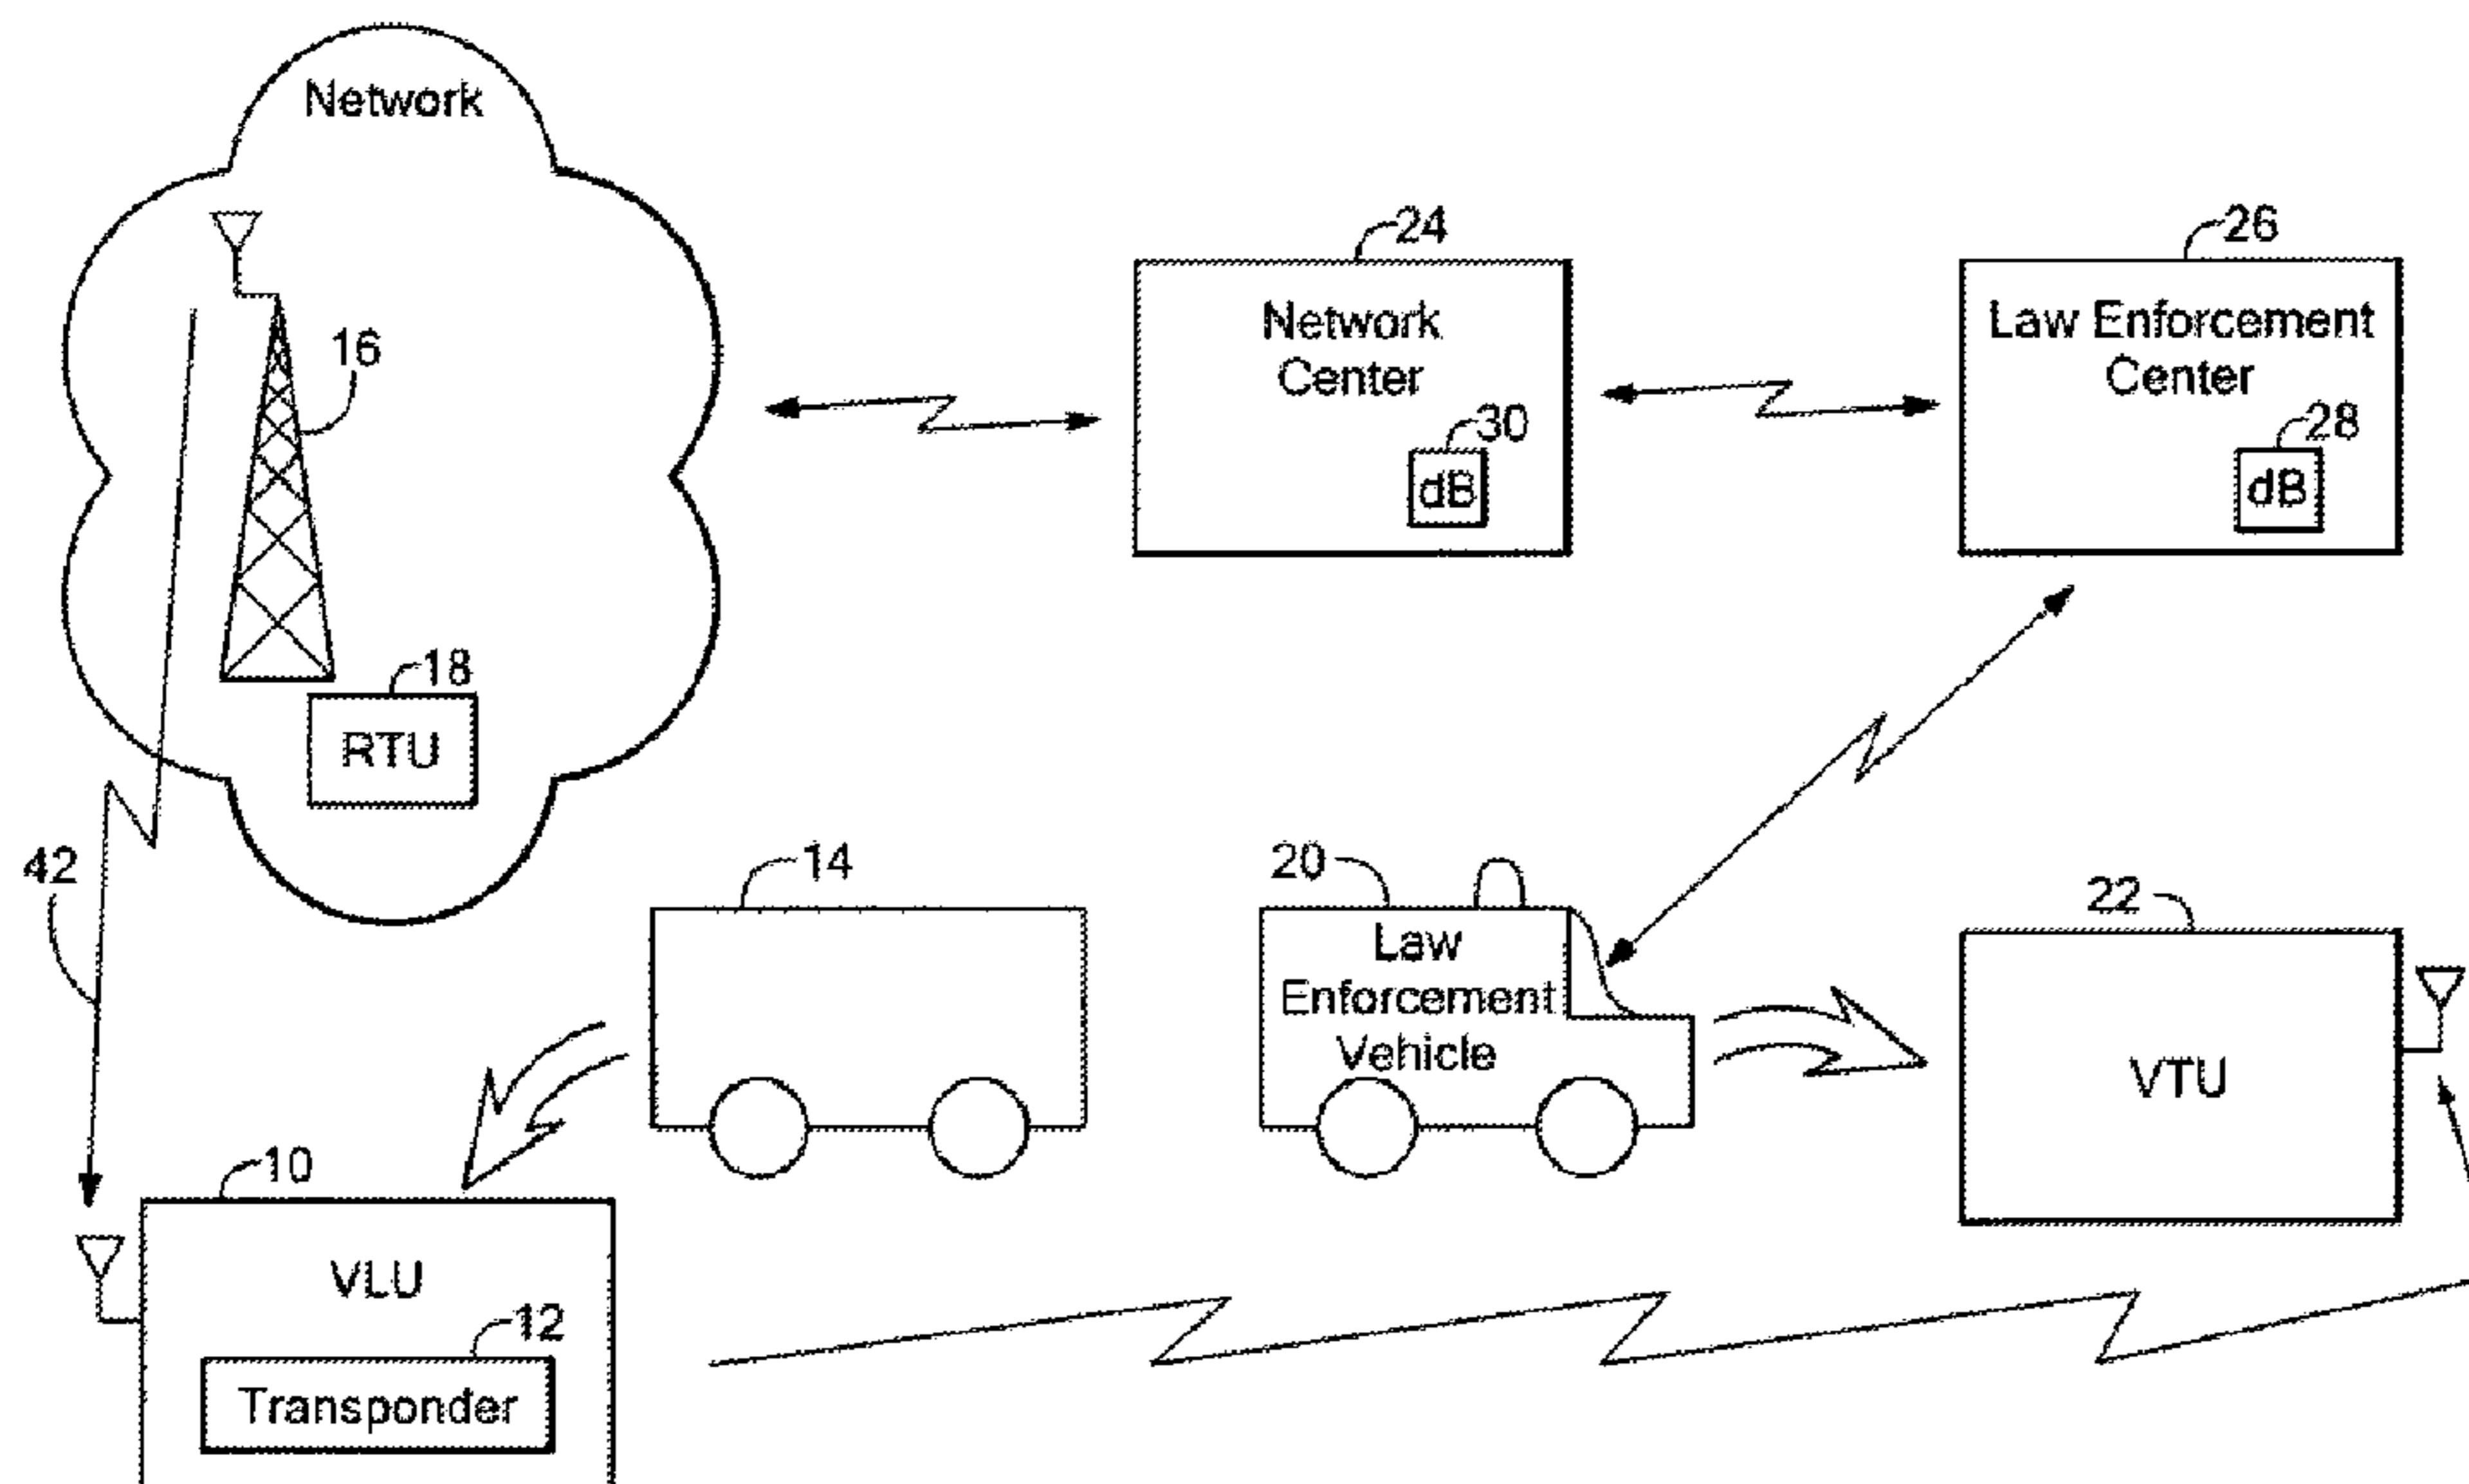 Network
24
26
Network
Center
Law Enforcement
Center
16
30
dB
28
dB
18
RTU
42
14
20
Law
Enforcement
Vehicle
22
VTU
10
VLU
12
Transponder